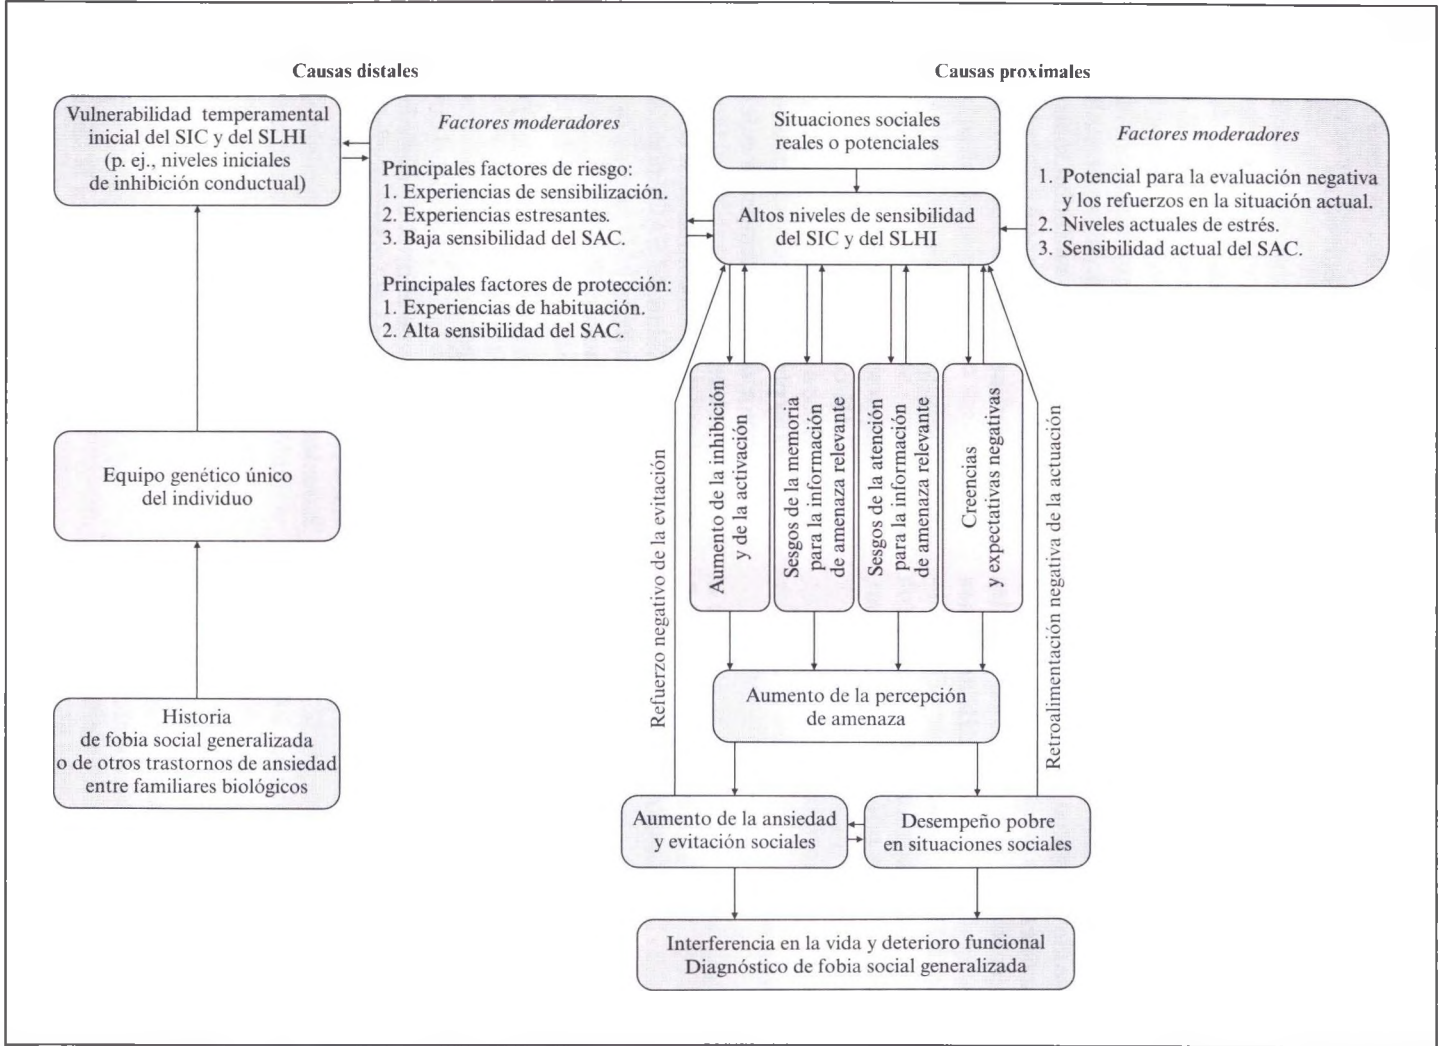 Causas distales
Vulnerabilidad temperamental
inicial del SIC y del SLHI
(p. ej., niveles iniciales
de inhibición conductual)
Factores moderadores
Principales factores de riesgo:
1. Experiencias de sensibilización.
2. Experiencias estresantes.
3. Baja sensibilidad del SAC.
Principales factores de protección:
1. Experiencias de habituación.
2. Alta sensibilidad del SAC.
Equipo genético único
del individuo
Historia
de fobia social generalizada
o de otros trastornos de ansiedad
entre familiares biológicos
Causas proximales
Situaciones sociales
reales o potenciales
Factores moderadores
1. Potencial para la evaluación negativa
y los refuerzos en la situación actual.
2. Niveles actuales de estrés.
3. Sensibilidad actual del SAC.
Altos niveles de sensibilidad
del SIC y del SLHI
Refuerzo negativo de la evitación
Aumento de la inhibición
y de la activación
Sesgos de la memoria
para la información
de amenaza relevante
Sesgos de la atención
para la información
de amenaza relevante
Creencias
y expectativas negativas
Retroalimentación negativa de la actuación
Aumento de la percepción
de amenaza
Aumento de la ansiedad
y evitación sociales
Desempeño pobre
en situaciones sociales
Interferencia en la vida y deterioro funcional
Diagnóstico de fobia social generalizada